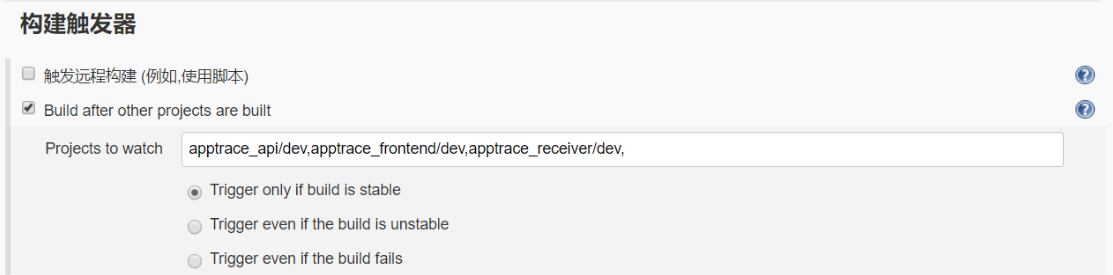 构建触发器
触发远程构建 (例如,使用脚本)
Build after other projects are built
Projects to watch apptrace_api/dev,apptrace_frontend/dev,apptrace_receiver/dev,
Trigger only if build is stable
Trigger even if the build is unstable
Trigger even if the build fails